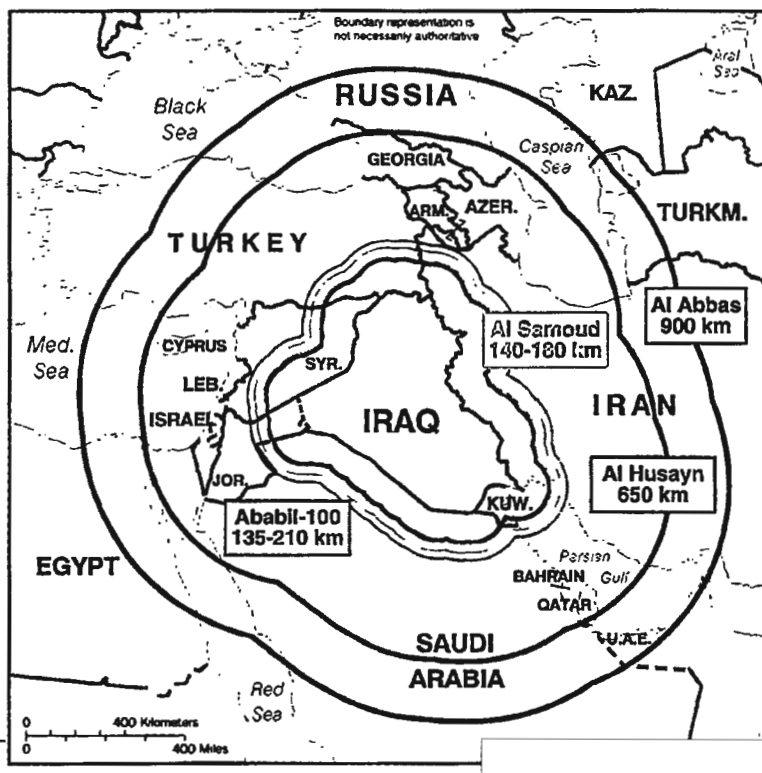 Boundary representation is
not necessarily authoritative
Aral
Sea
KAZ.
RUSSIA
Black
Sea
Caspian
Sea
GEORGIA
ARM.
AZER.
TURKM.
TURKEY
Al Abbas
900 km
Al Samoud
140-180 km
Med.
Sea
CYPRUS
SYR.
LEB.
IRAN
ISRAEL
IRAQ
Al Husayn
650 km
JOR.
KUW.
Ababil-100
135-210 km
Persian
Gulf
EGYPT
BAHRAIN
QATAR
U.A.E.
SAUDI
ARABIA
Red
Sea
0 400 Kilometers
0 400 Miles